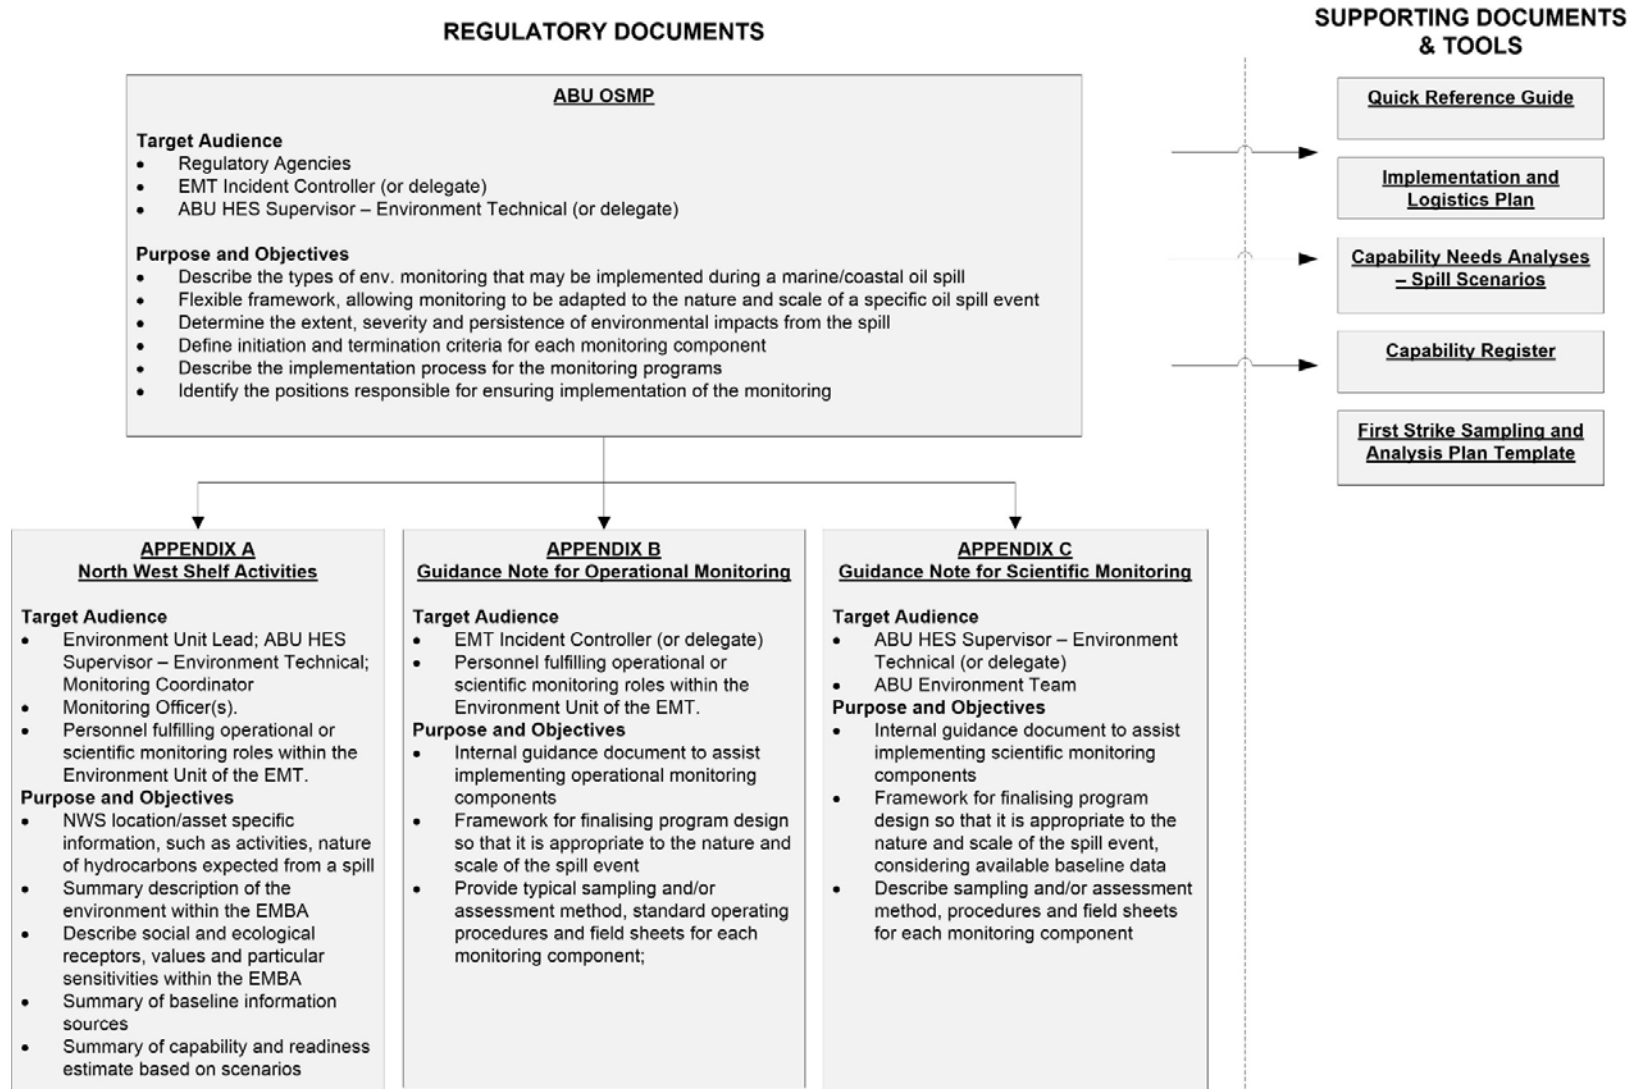 REGULATORY DOCUMENTS
SUPPORTING DOCUMENTS
& TOOLS
ABU OSMP
Target Audience
• Regulatory Agencies
• EMT Incident Controller (or delegate)
• ABU HES Supervisor – Environment Technical (or delegate)
Purpose and Objectives
• Describe the types of env. monitoring that may be implemented during a marine/coastal oil spill
• Flexible framework, allowing monitoring to be adapted to the nature and scale of a specific oil spill event
• Determine the extent, severity and persistence of environmental impacts from the spill
• Define initiation and termination criteria for each monitoring component
• Describe the implementation process for the monitoring programs
• Identify the positions responsible for ensuring implementation of the monitoring
Quick Reference Guide
Implementation and
Logistics Plan
Capability Needs Analyses
– Spill Scenarios
Capability Register
First Strike Sampling and
Analysis Plan Template
APPENDIX A
North West Shelf Activities
Target Audience
• Environment Unit Lead; ABU HES
Supervisor – Environment Technical;
Monitoring Coordinator
• Monitoring Officer(s).
• Personnel fulfilling operational or
scientific monitoring roles within the
Environment Unit of the EMT.
Purpose and Objectives
• NWS location/asset specific
information, such as activities, nature
of hydrocarbons expected from a spill
• Summary description of the
environment within the EMBA
• Describe social and ecological
receptors, values and particular
sensitivities within the EMBA
• Summary of baseline information
sources
• Summary of capability and readiness
estimate based on scenarios
APPENDIX B
Guidance Note for Operational Monitoring
Target Audience
• EMT Incident Controller (or delegate)
• Personnel fulfilling operational or
scientific monitoring roles within the
Environment Unit of the EMT.
Purpose and Objectives
• Internal guidance document to assist
implementing operational monitoring
components
• Framework for finalising program design
so that it is appropriate to the nature and
scale of the spill event
• Provide typical sampling and/or
assessment method, standard operating
procedures and field sheets for each
monitoring component;
APPENDIX C
Guidance Note for Scientific Monitoring
Target Audience
• ABU HES Supervisor – Environment
Technical (or delegate)
• ABU Environment Team
Purpose and Objectives
• Internal guidance document to assist
implementing scientific monitoring
components
• Framework for finalising program
design so that it is appropriate to the
nature and scale of the spill event,
considering available baseline data
• Describe sampling and/or assessment
method, procedures and field sheets
for each monitoring component